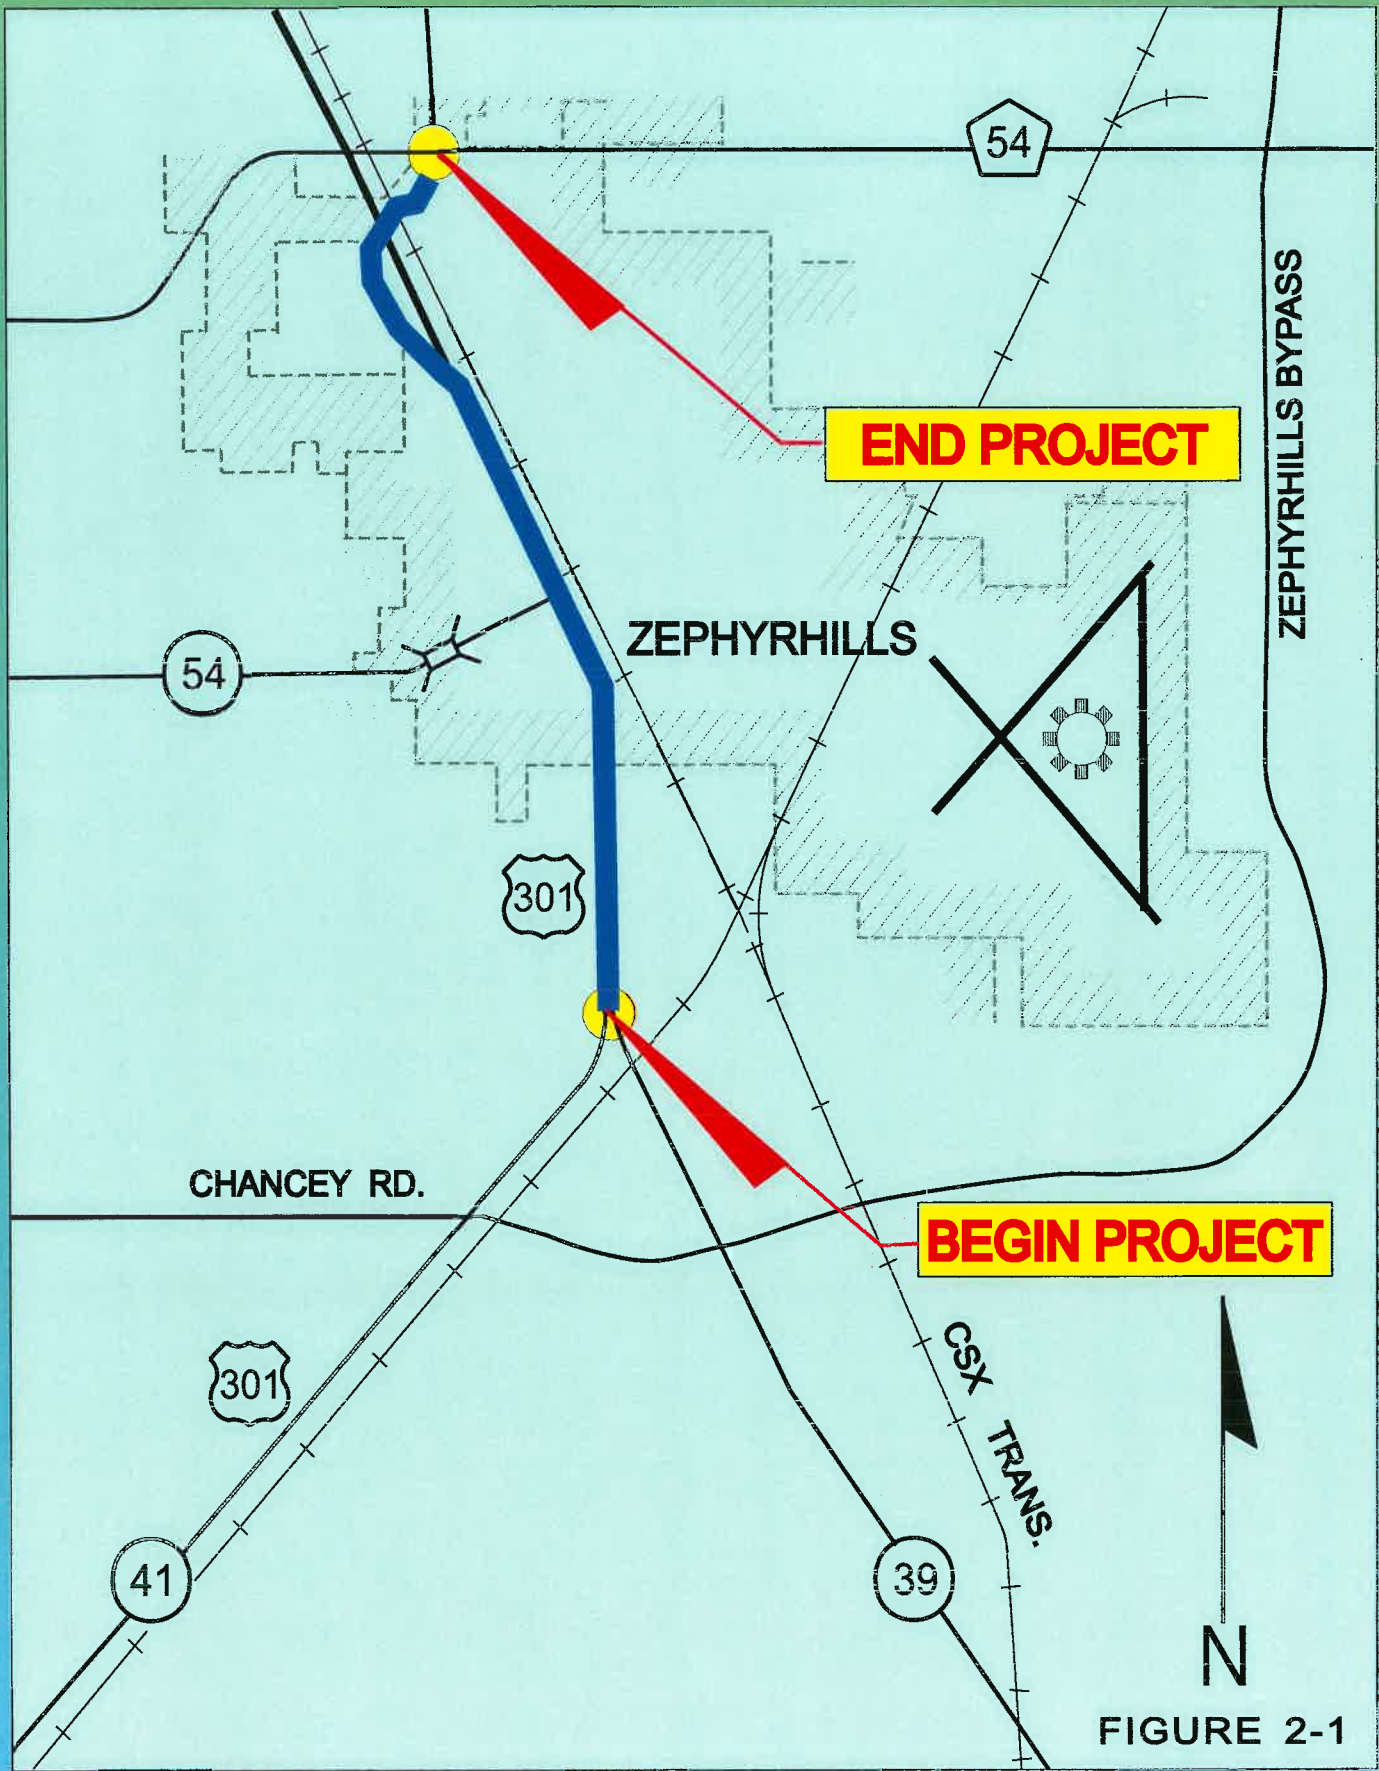 54
ZEPHYRHILLS BYPASS
END PROJECT
ZEPHYRHILLS
54
301
CHANCEY RD.
BEGIN PROJECT
301
CSX TRANS.
41
39
N
FIGURE 2-1